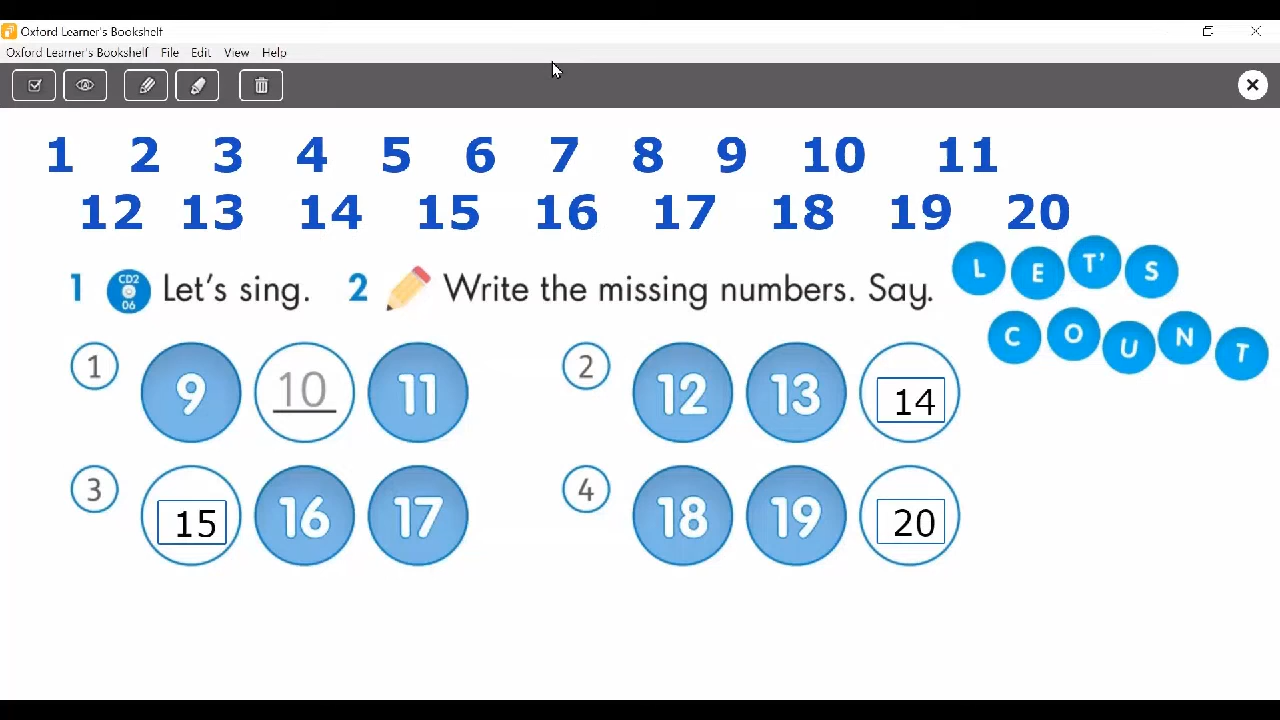 Oxford Learner's Bookshelf
Oxford Learner's Bookshelf File Edit View Help
1 2 3 4 5 6 7 8 9 10 11
12 13 14 15 16 17 18 19 20
1 CD2 06 Let's sing. 2 Write the missing numbers. Say.
LET'S
COUNT
1 9 10 11
2 12 13 14
3 15 16 17
4 18 19 20